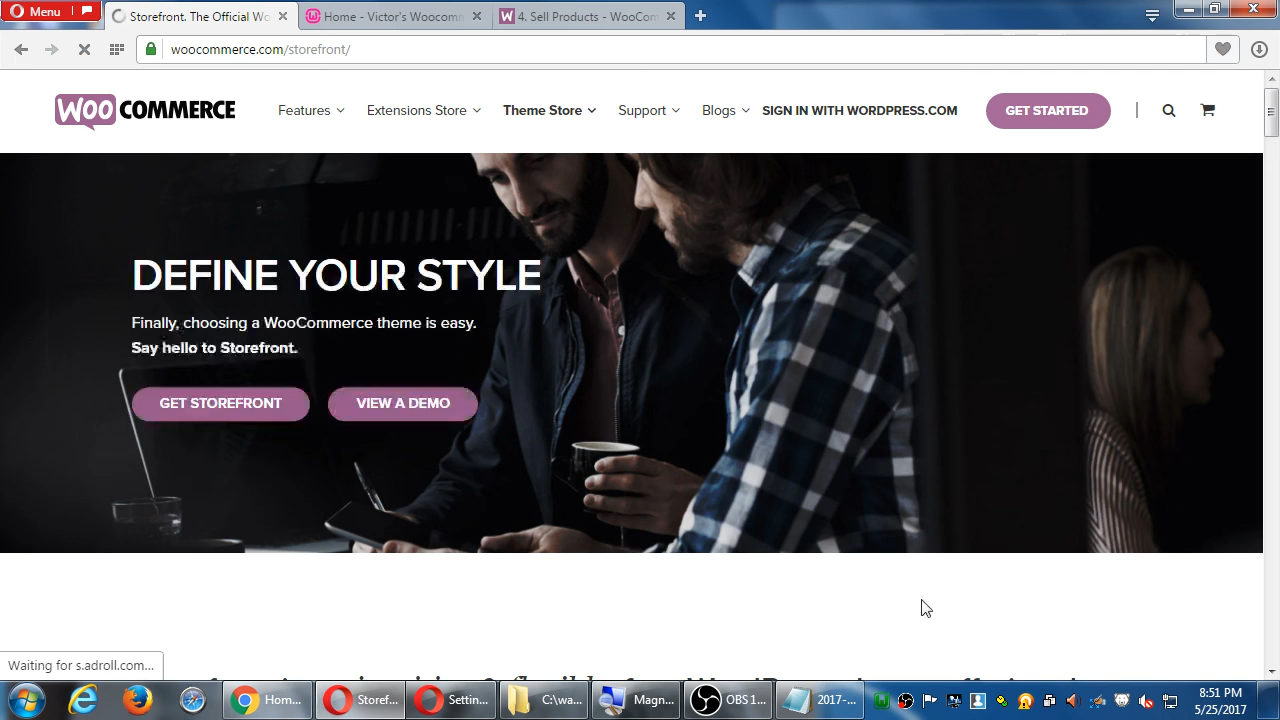 Menu
Storefront. The Official Wo
Home - Victor's Woocomm
4. Sell Products - WooCom
woocommerce.com/storefront/
WOO COMMERCE
Features
Extensions Store
Theme Store
Support
Blogs
SIGN IN WITH WORDPRESS.COM
GET STARTED
DEFINE YOUR STYLE
Finally, choosing a WooCommerce theme is easy.
Say hello to Storefront.
GET STOREFRONT
VIEW A DEMO
Waiting for s.adroll.com...
Hom...
Storef...
Settin...
C:\wa...
Magn...
OBS 1...
2017-...
8:51 PM
5/25/2017